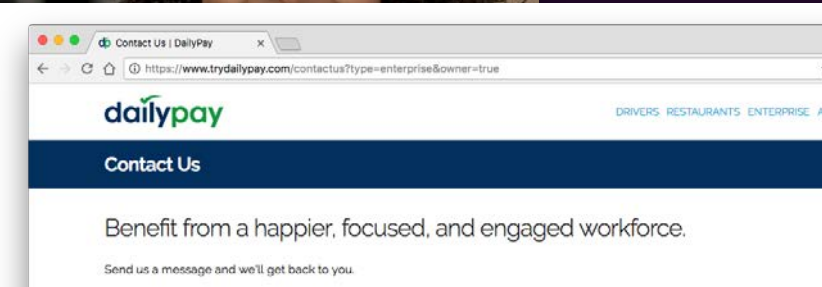 Contact Us | DailyPay
https://www.trydailypay.com/contactus?type=enterprise&owner=true
dailypay
DRIVERS RESTAURANTS ENTERPRISE
Contact Us
Benefit from a happier, focused, and engaged workforce.
Send us a message and we'll get back to you.